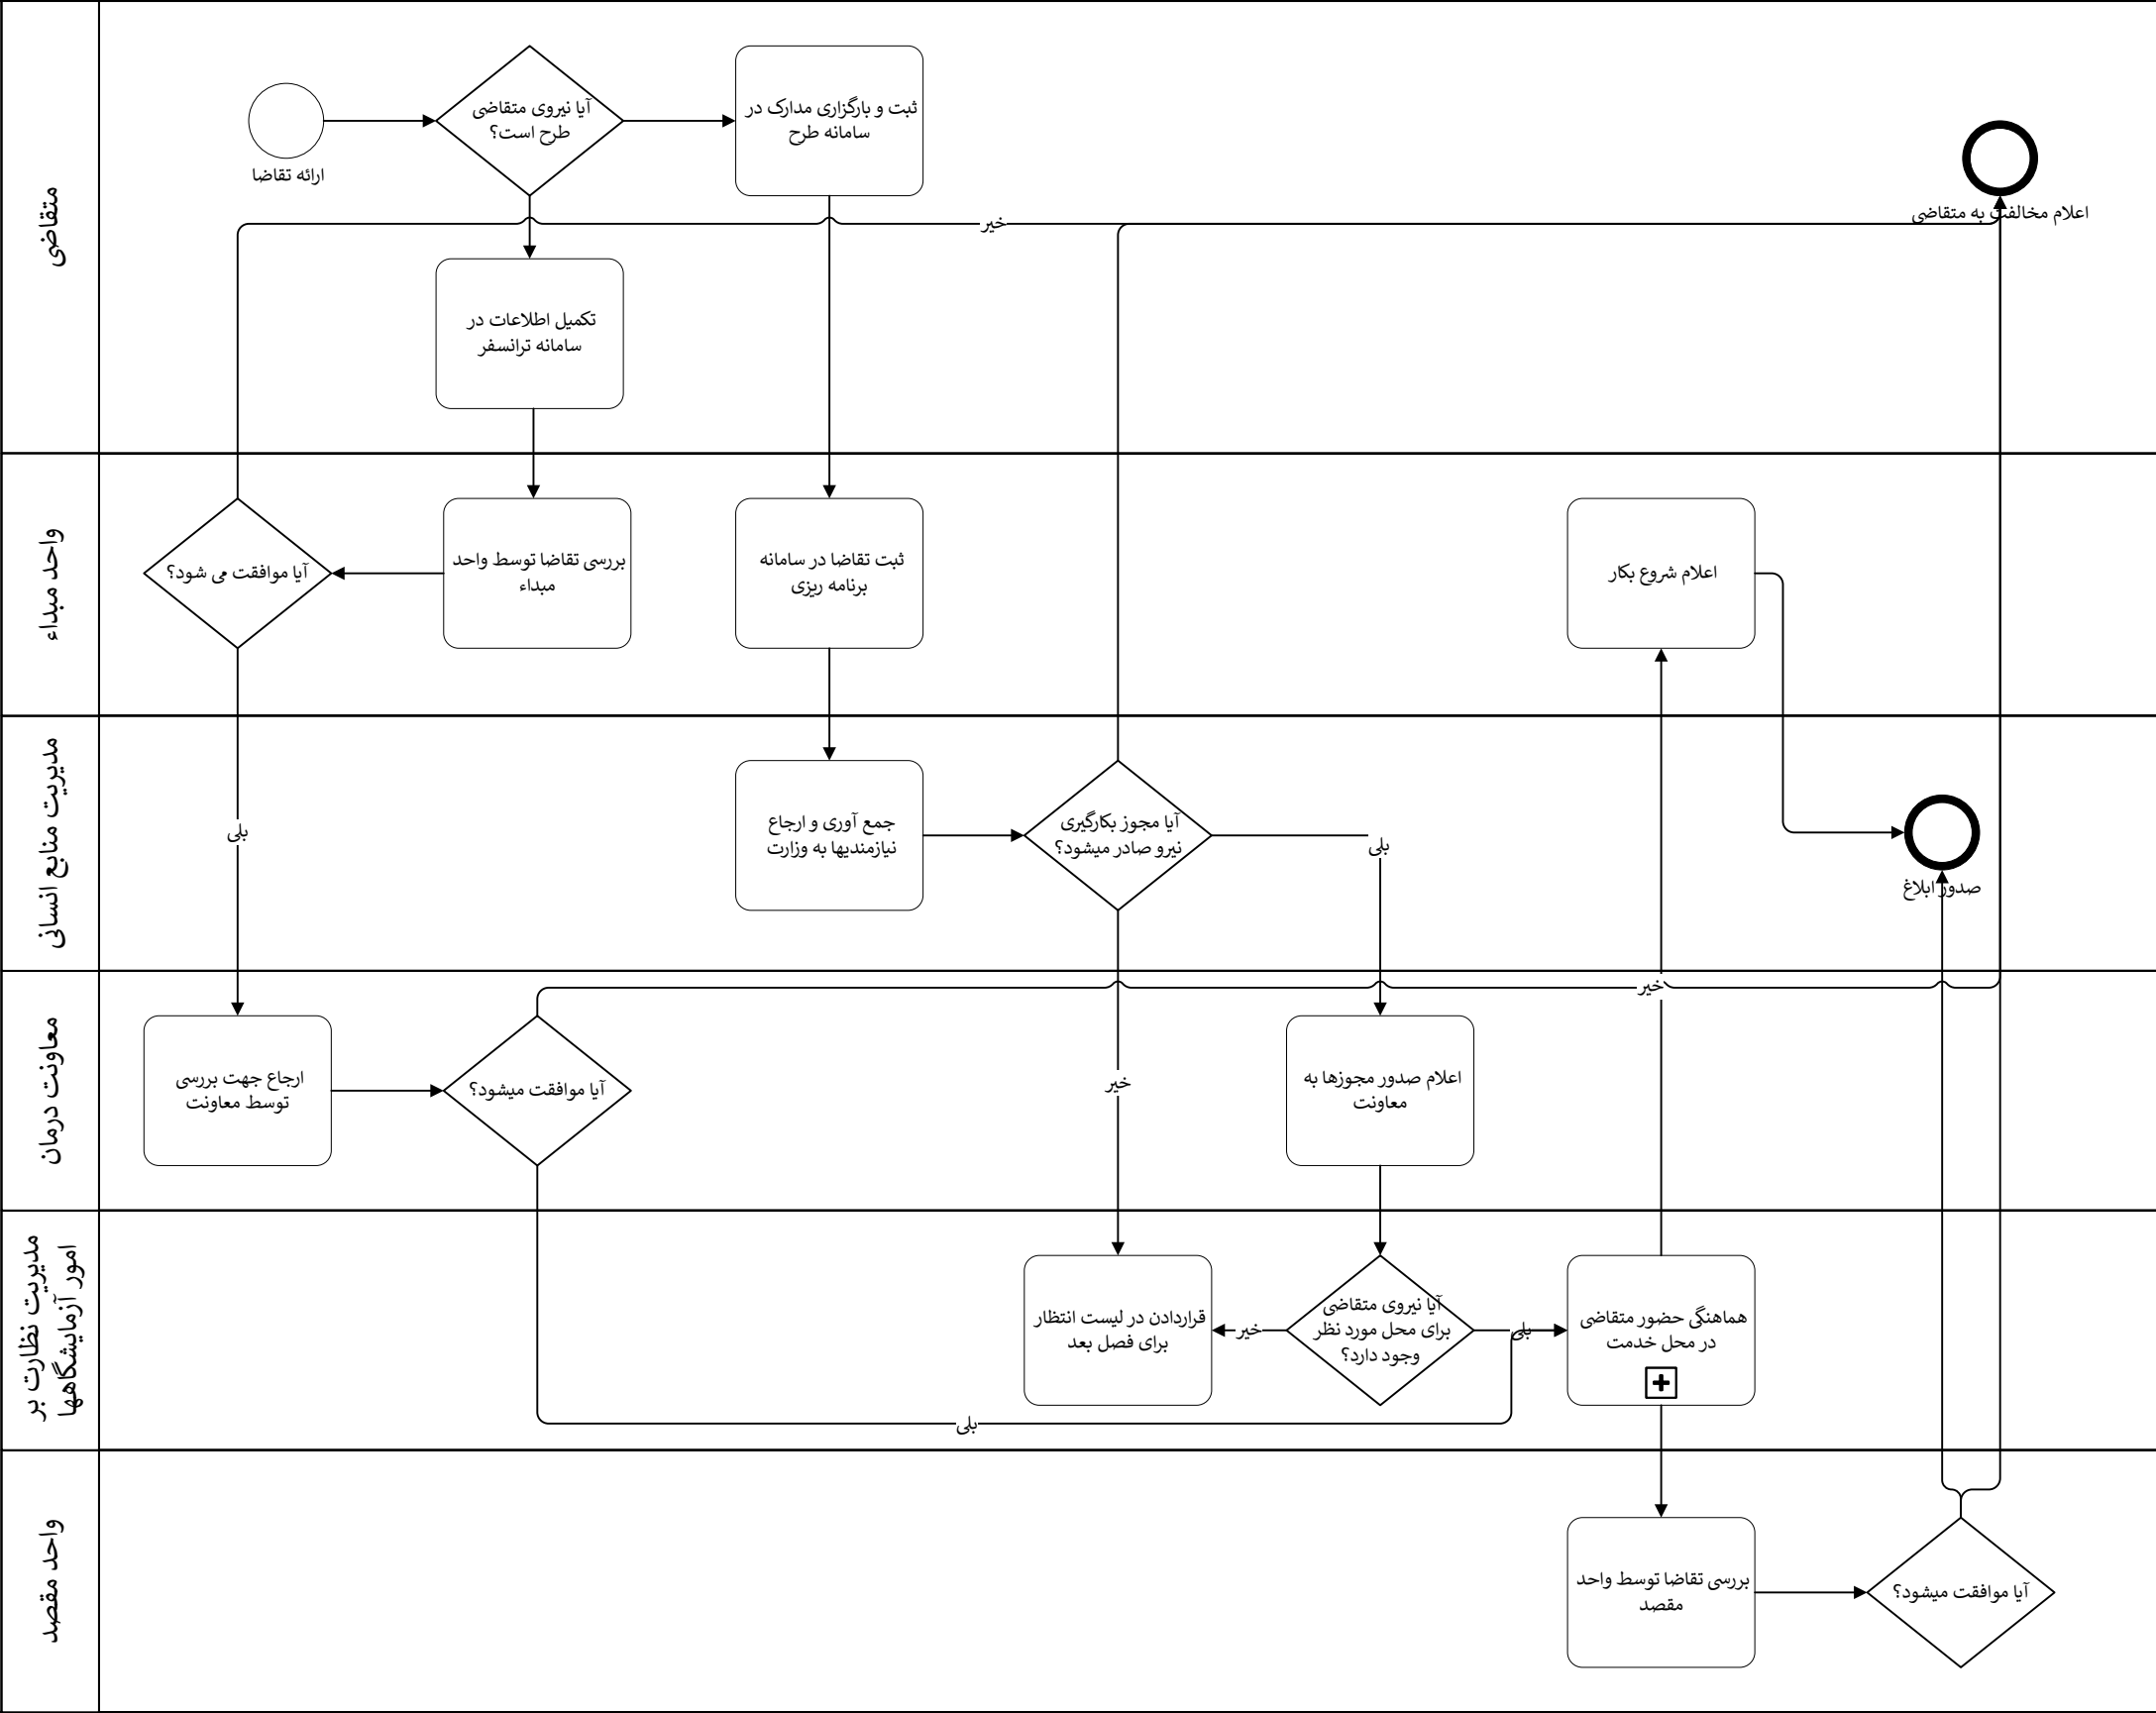 متقاضی
ارائه تقاضا
آیا نیروی متقاضی
طرح است؟
ثبت و بارگزاری مدارک در
سامانه طرح
اعلام مخالفت به متقاضی
خیر
تکمیل اطلاعات در
سامانه ترانسفر
واحد مبداء
آیا موافقت می شود؟
بررسی تقاضا توسط واحد
مبداء
ثبت تقاضا در سامانه
برنامه ریزی
اعلام شروع بکار
مدیریت منابع انسانی
بلی
جمع آوری و ارجاع
نیازمندیها به وزارت
آیا مجوز بکارگیری
نیرو صادر میشود؟
بلی
صدور ابلاغ
معاونت درمان
خیر
ارجاع جهت بررسی
توسط معاونت
آیا موافقت میشود؟
خیر
اعلام صدور مجوزها به
معاونت
مدیریت نظارت بر
امور آزمایشگاهها
قراردادن در لیست انتظار
برای فصل بعد
خیر
آیا نیروی متقاضی
برای محل مورد نظر
وجود دارد؟
بلی
هماهنگی حضور متقاضی
در محل خدمت
بلی
واحد مقصد
بررسی تقاضا توسط واحد
مقصد
آیا موافقت میشود؟